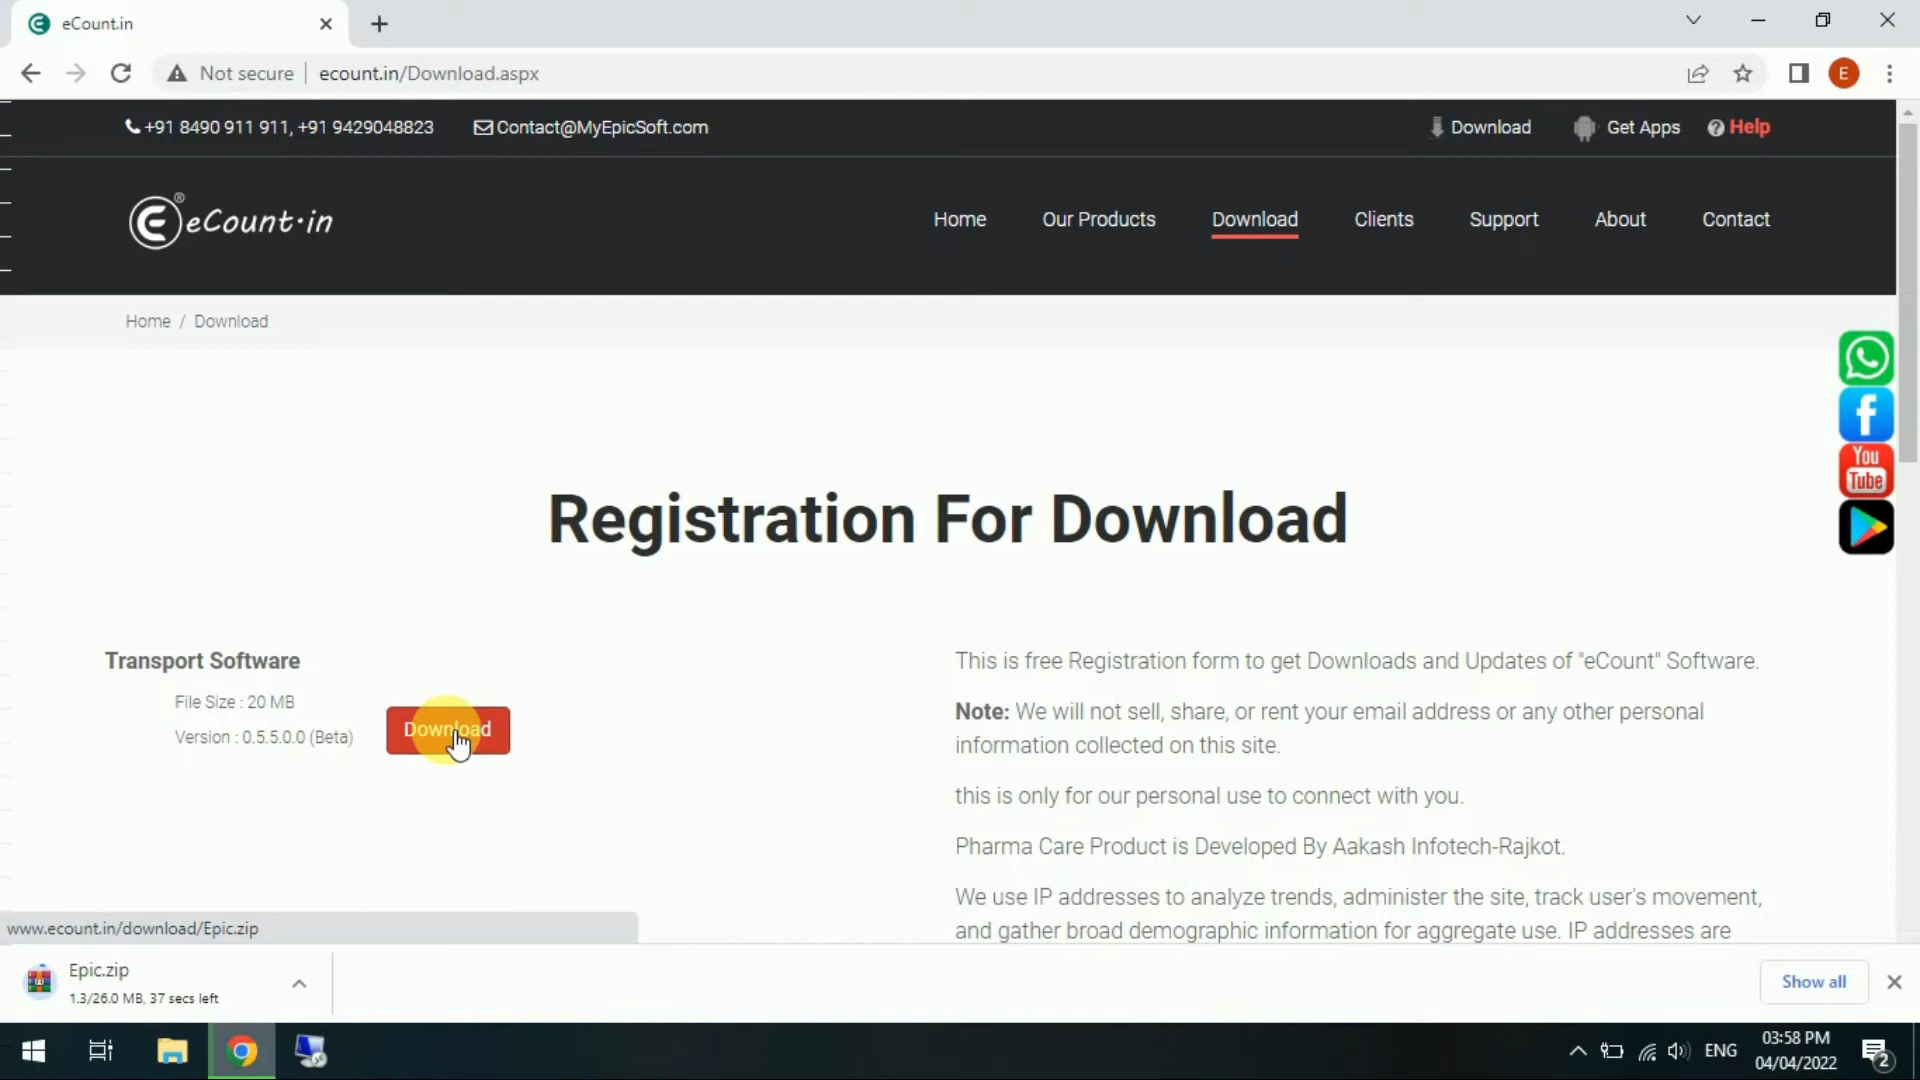 eCount.in
Not secure
ecount.in/Download.aspx
E
+91 8490 911 911, +91 9429048823
Contact@MyEpicSoft.com
Download
Get Apps
Help
eCount·in
®
Home
Our Products
Download
Clients
Support
About
Contact
Home / Download
You
Tube
Registration For Download
Transport Software
File Size : 20 MB
Version : 0.5.5.0.0 (Beta)
Download
This is free Registration form to get Downloads and Updates of "eCount" Software.
Note: We will not sell, share, or rent your email address or any other personal
information collected on this site.
this is only for our personal use to connect with you.
Pharma Care Product is Developed By Aakash Infotech-Rajkot.
We use IP addresses to analyze trends, administer the site, track user's movement,
and gather broad demographic information for aggregate use. IP addresses are
www.ecount.in/download/Epic.zip
Epic.zip
1.3/26.0 MB, 37 secs left
Show all
ENG
03:58 PM
04/04/2022
2